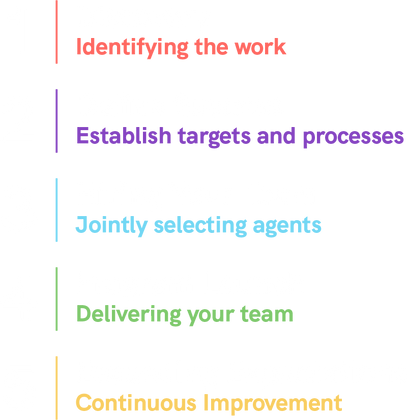 Identifying the work
Establish targets and processes
Jointly selecting agents
Delivering your team
Continuous Improvement